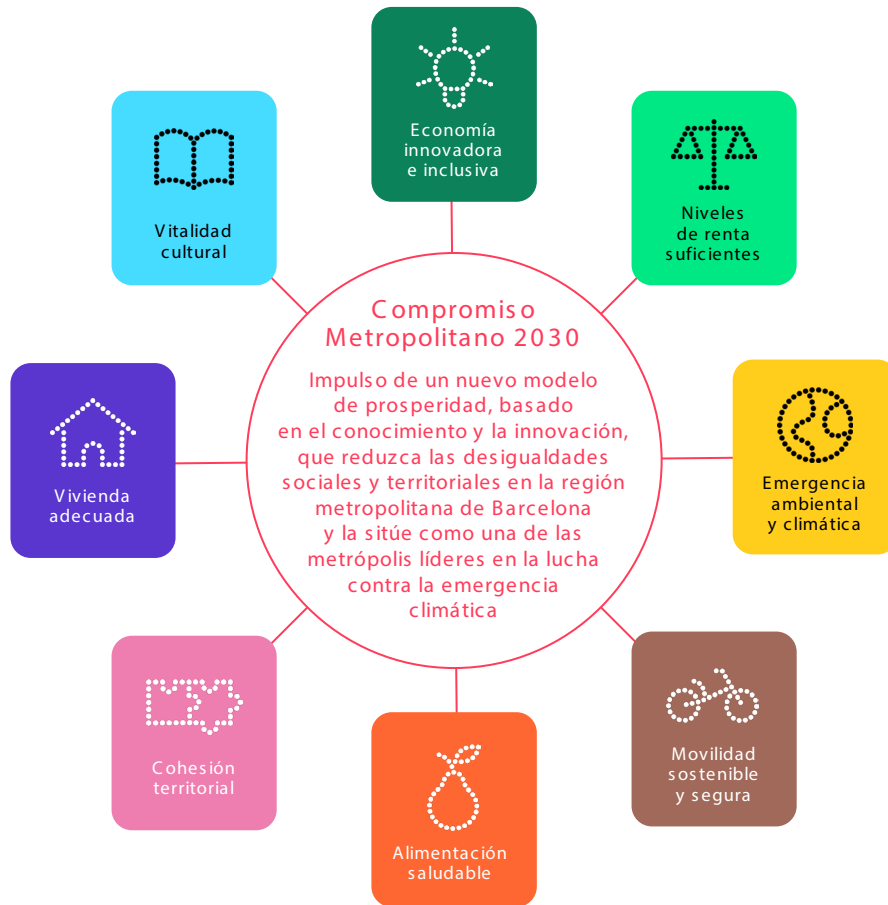 Economía
innovadora
e inclusiva
Niveles
de renta
suficientes
Emergencia
ambiental
y climática
Movilidad
sostenible
y segura
Alimentación
saludable
Cohesión
territorial
Vivienda
adecuada
Vitalidad
cultural
Compromiso
Metropolitano 2030
Impulso de un nuevo modelo
de prosperidad, basado
en el conocimiento y la innovación,
que reduzca las desigualdades
sociales y territoriales en la región
metropolitana de Barcelona
y la sitúe como una de las
metrópolis líderes en la lucha
contra la emergencia
climática